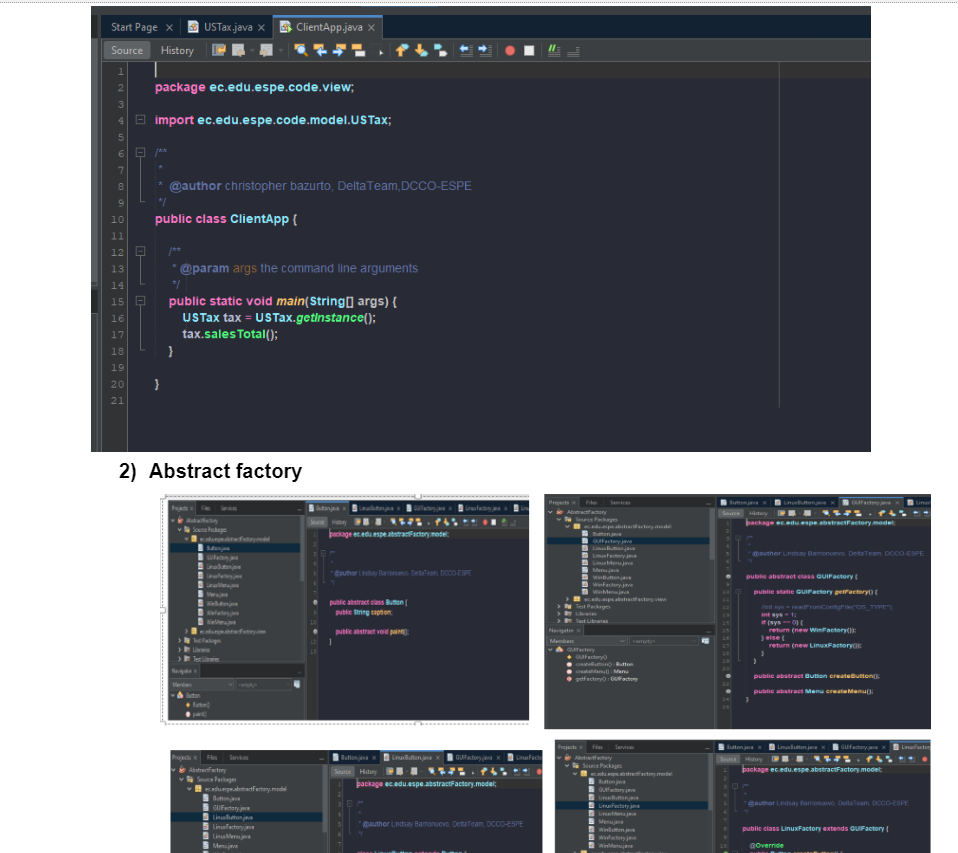 Start Page
USTax.java
ClientApp.java
Source
History
1
2 package ec.edu.espe.code.view;
3
4 import ec.edu.espe.code.model.USTax;
5
6 /**
7 *
8 * @author christopher bazurto, DeltaTeam,DCCO-ESPE
9 */
10 public class ClientApp {
11
12 /**
13 * @param args the command line arguments
14 */
15 public static void main(String[] args) {
16 USTax tax = USTax.getInstance();
17 tax.salesTotal();
18 }
19
20 }
21
2) Abstract factory
Projects Files Services
AbstractFactory
Source Packages
ec.edu.espe.abstractFactory.model
Button.java
GUIFactory.java
LinuxButton.java
LinuxFactory.java
LinuxMenu.java
Menu.java
WinButton.java
WinFactory.java
WinMenu.java
ec.edu.espe.abstractFactory.view
Test Packages
Libraries
Test Libraries
Navigator
Members <empty>
Button
Button()
paint()
Button.java LinuxButton.java GUIFactory.java LinuxFactory.java
Source History
package ec.edu.espe.abstractFactory.model;
@author Lindsay Barrionuevo, DeltaTeam, DCCO-ESPE
public abstract class Button {
public String caption;
public abstract void paint();
}
Projects Files Services
AbstractFactory
Source Packages
ec.edu.espe.abstractFactory.model
Button.java
GUIFactory.java
LinuxButton.java
LinuxFactory.java
LinuxMenu.java
Menu.java
WinButton.java
WinFactory.java
WinMenu.java
ec.edu.espe.abstractFactory.view
Test Packages
Libraries
Test Libraries
Navigator
Members <empty>
GUIFactory
GUIFactory()
createButton() : Button
createMenu() : Menu
getFactory() : GUIFactory
Button.java LinuxButton.java GUIFactory.java
Source History
package ec.edu.espe.abstractFactory.model;
* @author Lindsay Barrionuevo, DeltaTeam, DCCO-ESPE
public abstract class GUIFactory {
public static GUIFactory getFactory() {
//int sys = readFromConfigFile("OS_TYPE");
int sys = 1;
if (sys == 0) {
return (new WinFactory());
} else {
return (new LinuxFactory());
}
}
public abstract Button createButton();
public abstract Menu createMenu();
}
Projects Files Services
AbstractFactory
Source Packages
ec.edu.espe.abstractFactory.model
Button.java
GUIFactory.java
LinuxButton.java
LinuxFactory.java
LinuxMenu.java
Menu.java
Button.java LinuxButton.java GUIFactory.java
Source History
package ec.edu.espe.abstractFactory.model;
* @author Lindsay Barrionuevo, DeltaTeam, DCCO-ESPE
Projects Files Services
AbstractFactory
Source Packages
ec.edu.espe.abstractFactory.model
Button.java
GUIFactory.java
LinuxButton.java
LinuxFactory.java
LinuxMenu.java
Menu.java
WinButton.java
WinFactory.java
WinMenu.java
Button.java LinuxButton.java GUIFactory.java
Source History
package ec.edu.espe.abstractFactory.model;
* @author Lindsay Barrionuevo, DeltaTeam, DCCO-ESPE
public class LinuxFactory extends GUIFactory {
@Override